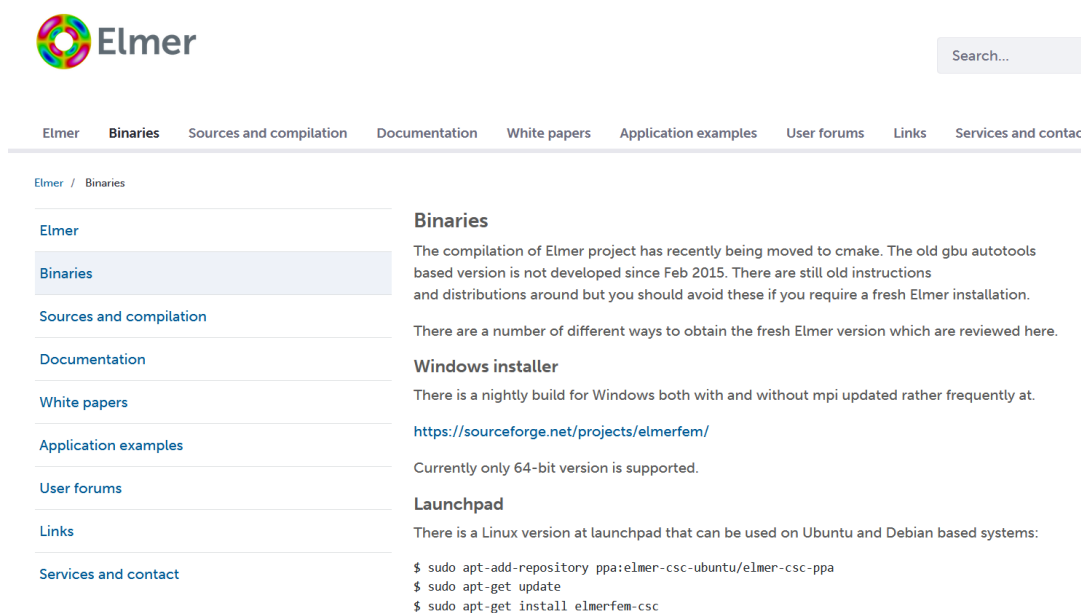 Elmer
Search...
Elmer Binaries Sources and compilation Documentation White papers Application examples User forums Links Services and contac
Elmer / Binaries
Elmer
Binaries
Sources and compilation
Documentation
White papers
Application examples
User forums
Links
Services and contact
Binaries
The compilation of Elmer project has recently being moved to cmake. The old gbu autotools
based version is not developed since Feb 2015. There are still old instructions
and distributions around but you should avoid these if you require a fresh Elmer installation.
There are a number of different ways to obtain the fresh Elmer version which are reviewed here.
Windows installer
There is a nightly build for Windows both with and without mpi updated rather frequently at.
https://sourceforge.net/projects/elmerfem/
Currently only 64-bit version is supported.
Launchpad
There is a Linux version at launchpad that can be used on Ubuntu and Debian based systems:
$ sudo apt-add-repository ppa:elmer-csc-ubuntu/elmer-csc-ppa
$ sudo apt-get update
$ sudo apt-get install elmerfem-csc